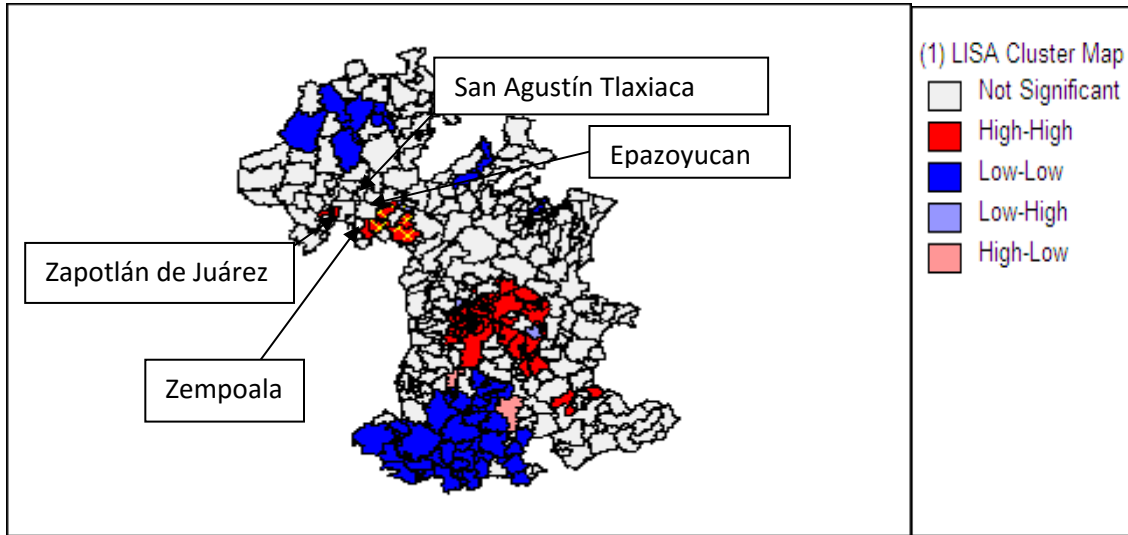 San Agustín Tlaxiaca
Epazoyucan
Zapotlán de Juárez
Zempoala
(1) LISA Cluster Map
Not Significant
High-High
Low-Low
Low-High
High-Low